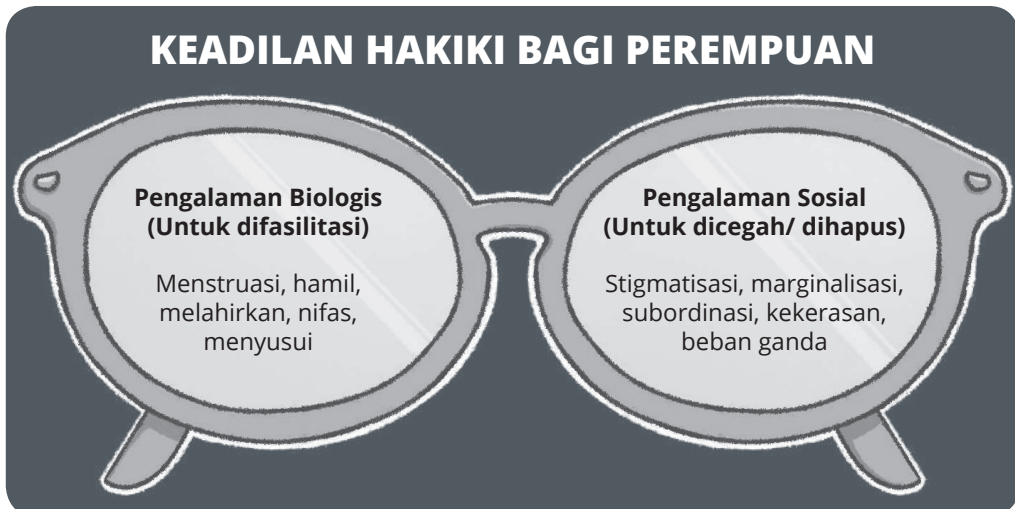 KEADILAN HAKIKI BAGI PEREMPUAN
Pengalaman Biologis
(Untuk difasilitasi)
Menstruasi, hamil,
melahirkan, nifas,
menyusui
Pengalaman Sosial
(Untuk dicegah/ dihapus)
Stigmatisasi, marginalisasi,
subordinasi, kekerasan,
beban ganda